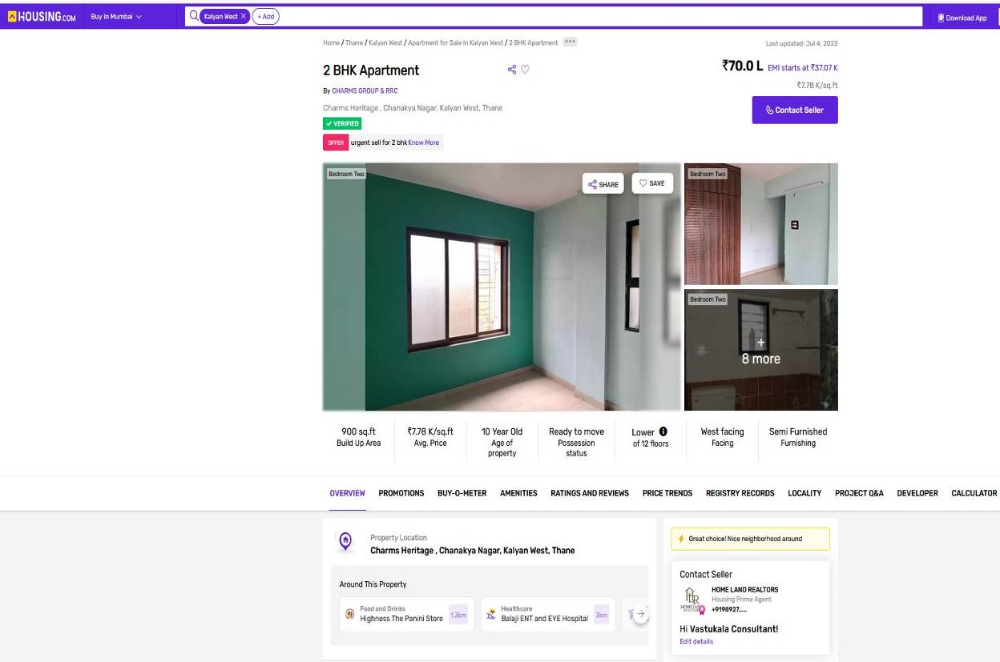 HOUSING.COM
Buy in Mumbai
Kalyan West X
+ Add
Download App
Home / Thane / Kalyan West / Apartment for Sale in Kalyan West / 2 BHK Apartment
Last updated: Jul 4, 2023
2 BHK Apartment
₹70.0 L EMI starts at ₹37.07 K
₹7.78 K/sq.ft
By CHARMS GROUP & RRC
Contact Seller
Charms Heritage , Chanakya Nagar, Kalyan West, Thane
VERIFIED
OFFER urgent sell for 2 bhk Know More
Bedroom Two
SHARE
SAVE
Bedroom Two
Bedroom Two
+
8 more
900 sq.ft
Build Up Area
₹7.78 K/sq.ft
Avg. Price
10 Year Old
Age of
property
Ready to move
Possession
status
Lower
of 12 floors
West facing
Facing
Semi Furnished
Furnishing
OVERVIEW PROMOTIONS BUY-O-METER AMENITIES RATINGS AND REVIEWS PRICE TRENDS REGISTRY RECORDS LOCALITY PROJECT Q&A DEVELOPER CALCULATOR
Property Location
Charms Heritage , Chanakya Nagar, Kalyan West, Thane
Around This Property
Food and Drinks
Highness The Panini Store
1.3km
Healthcare
Balaji ENT and EYE Hospital
3km
Great choice! Nice neighborhood around
Contact Seller
HOME LAND REALTORS
Housing Prime Agent
+9198927.....
Hi Vastukala Consultant!
Edit details